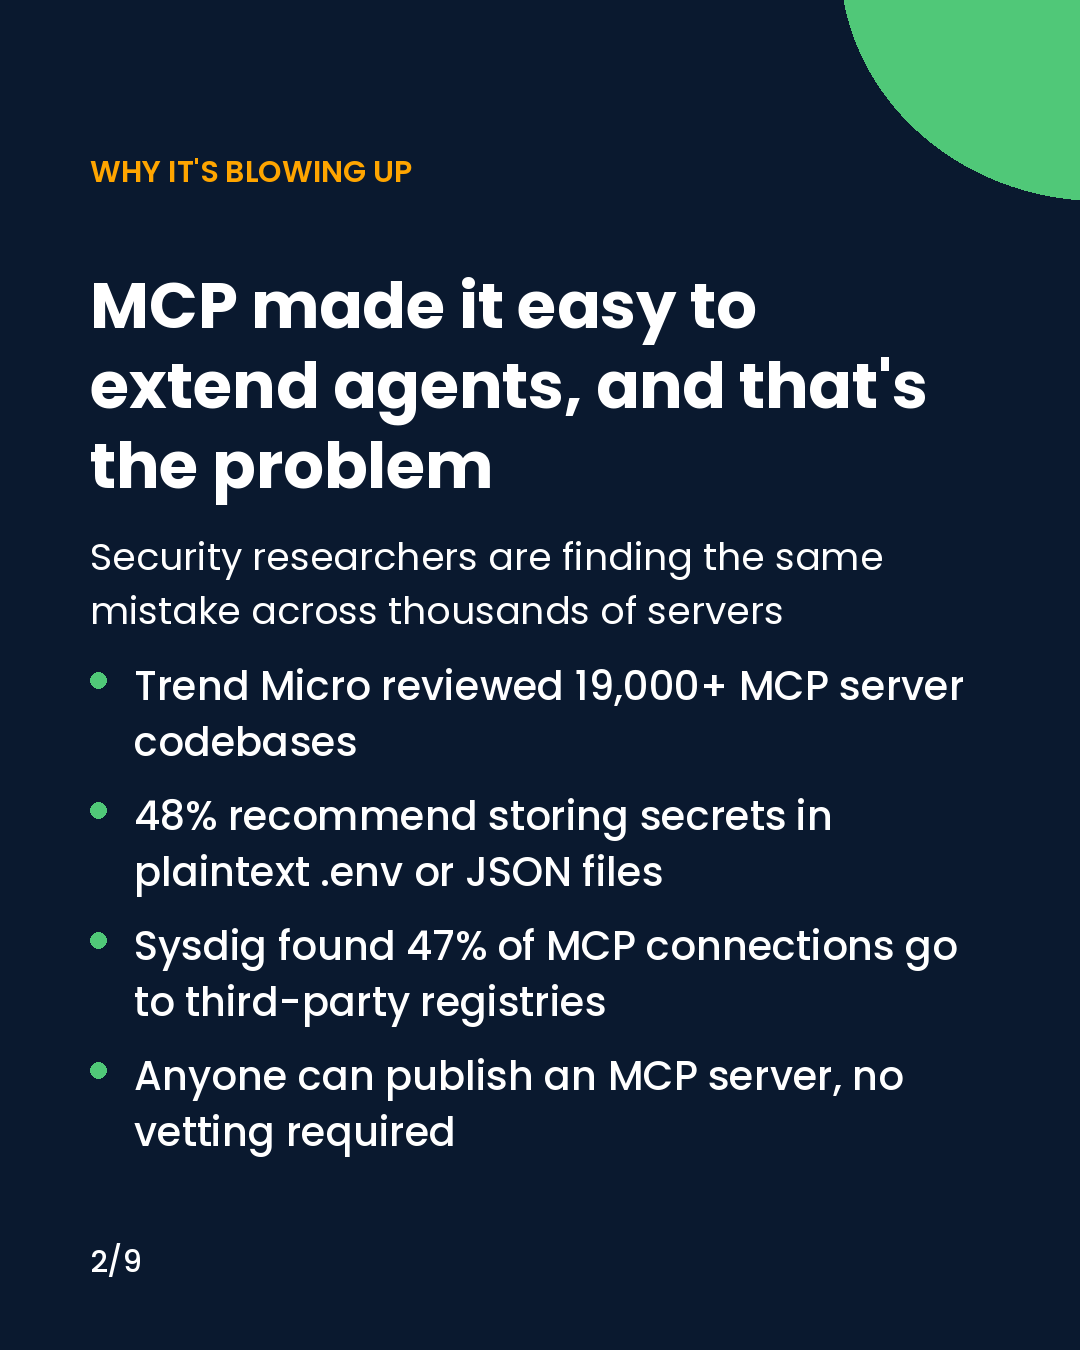 WHY IT'S BLOWING UP
MCP made it easy to
extend agents, and that's
the problem
Security researchers are finding the same
mistake across thousands of servers
Trend Micro reviewed 19,000+ MCP server
codebases
48% recommend storing secrets in
plaintext .env or JSON files
Sysdig found 47% of MCP connections go
to third-party registries
Anyone can publish an MCP server, no
vetting required
2/9